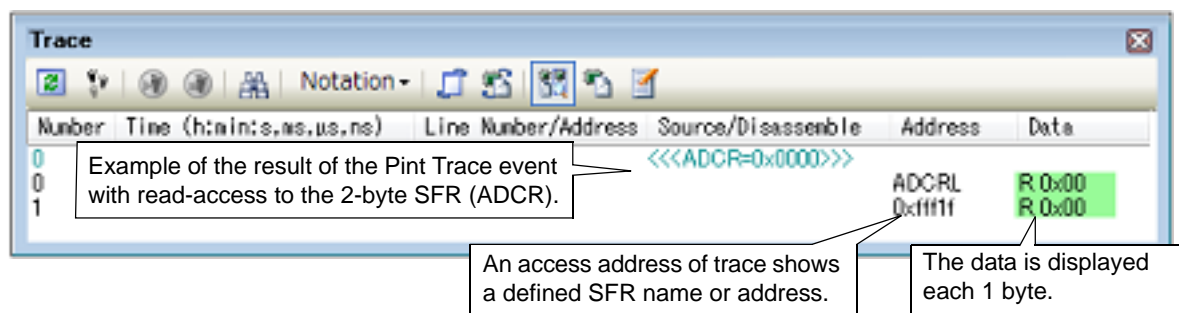 Trace
Notation
Number Time (h:min:s,ms,μs,ns) Line Number/Address Source/Disassemble Address Data
0 <<<ADCR=0x0000>>>
Example of the result of the Pint Trace event
with read-access to the 2-byte SFR (ADCR).
0 ADCRL R 0x00
1 0xfff1f R 0x00
An access address of trace shows
a defined SFR name or address.
The data is displayed
each 1 byte.